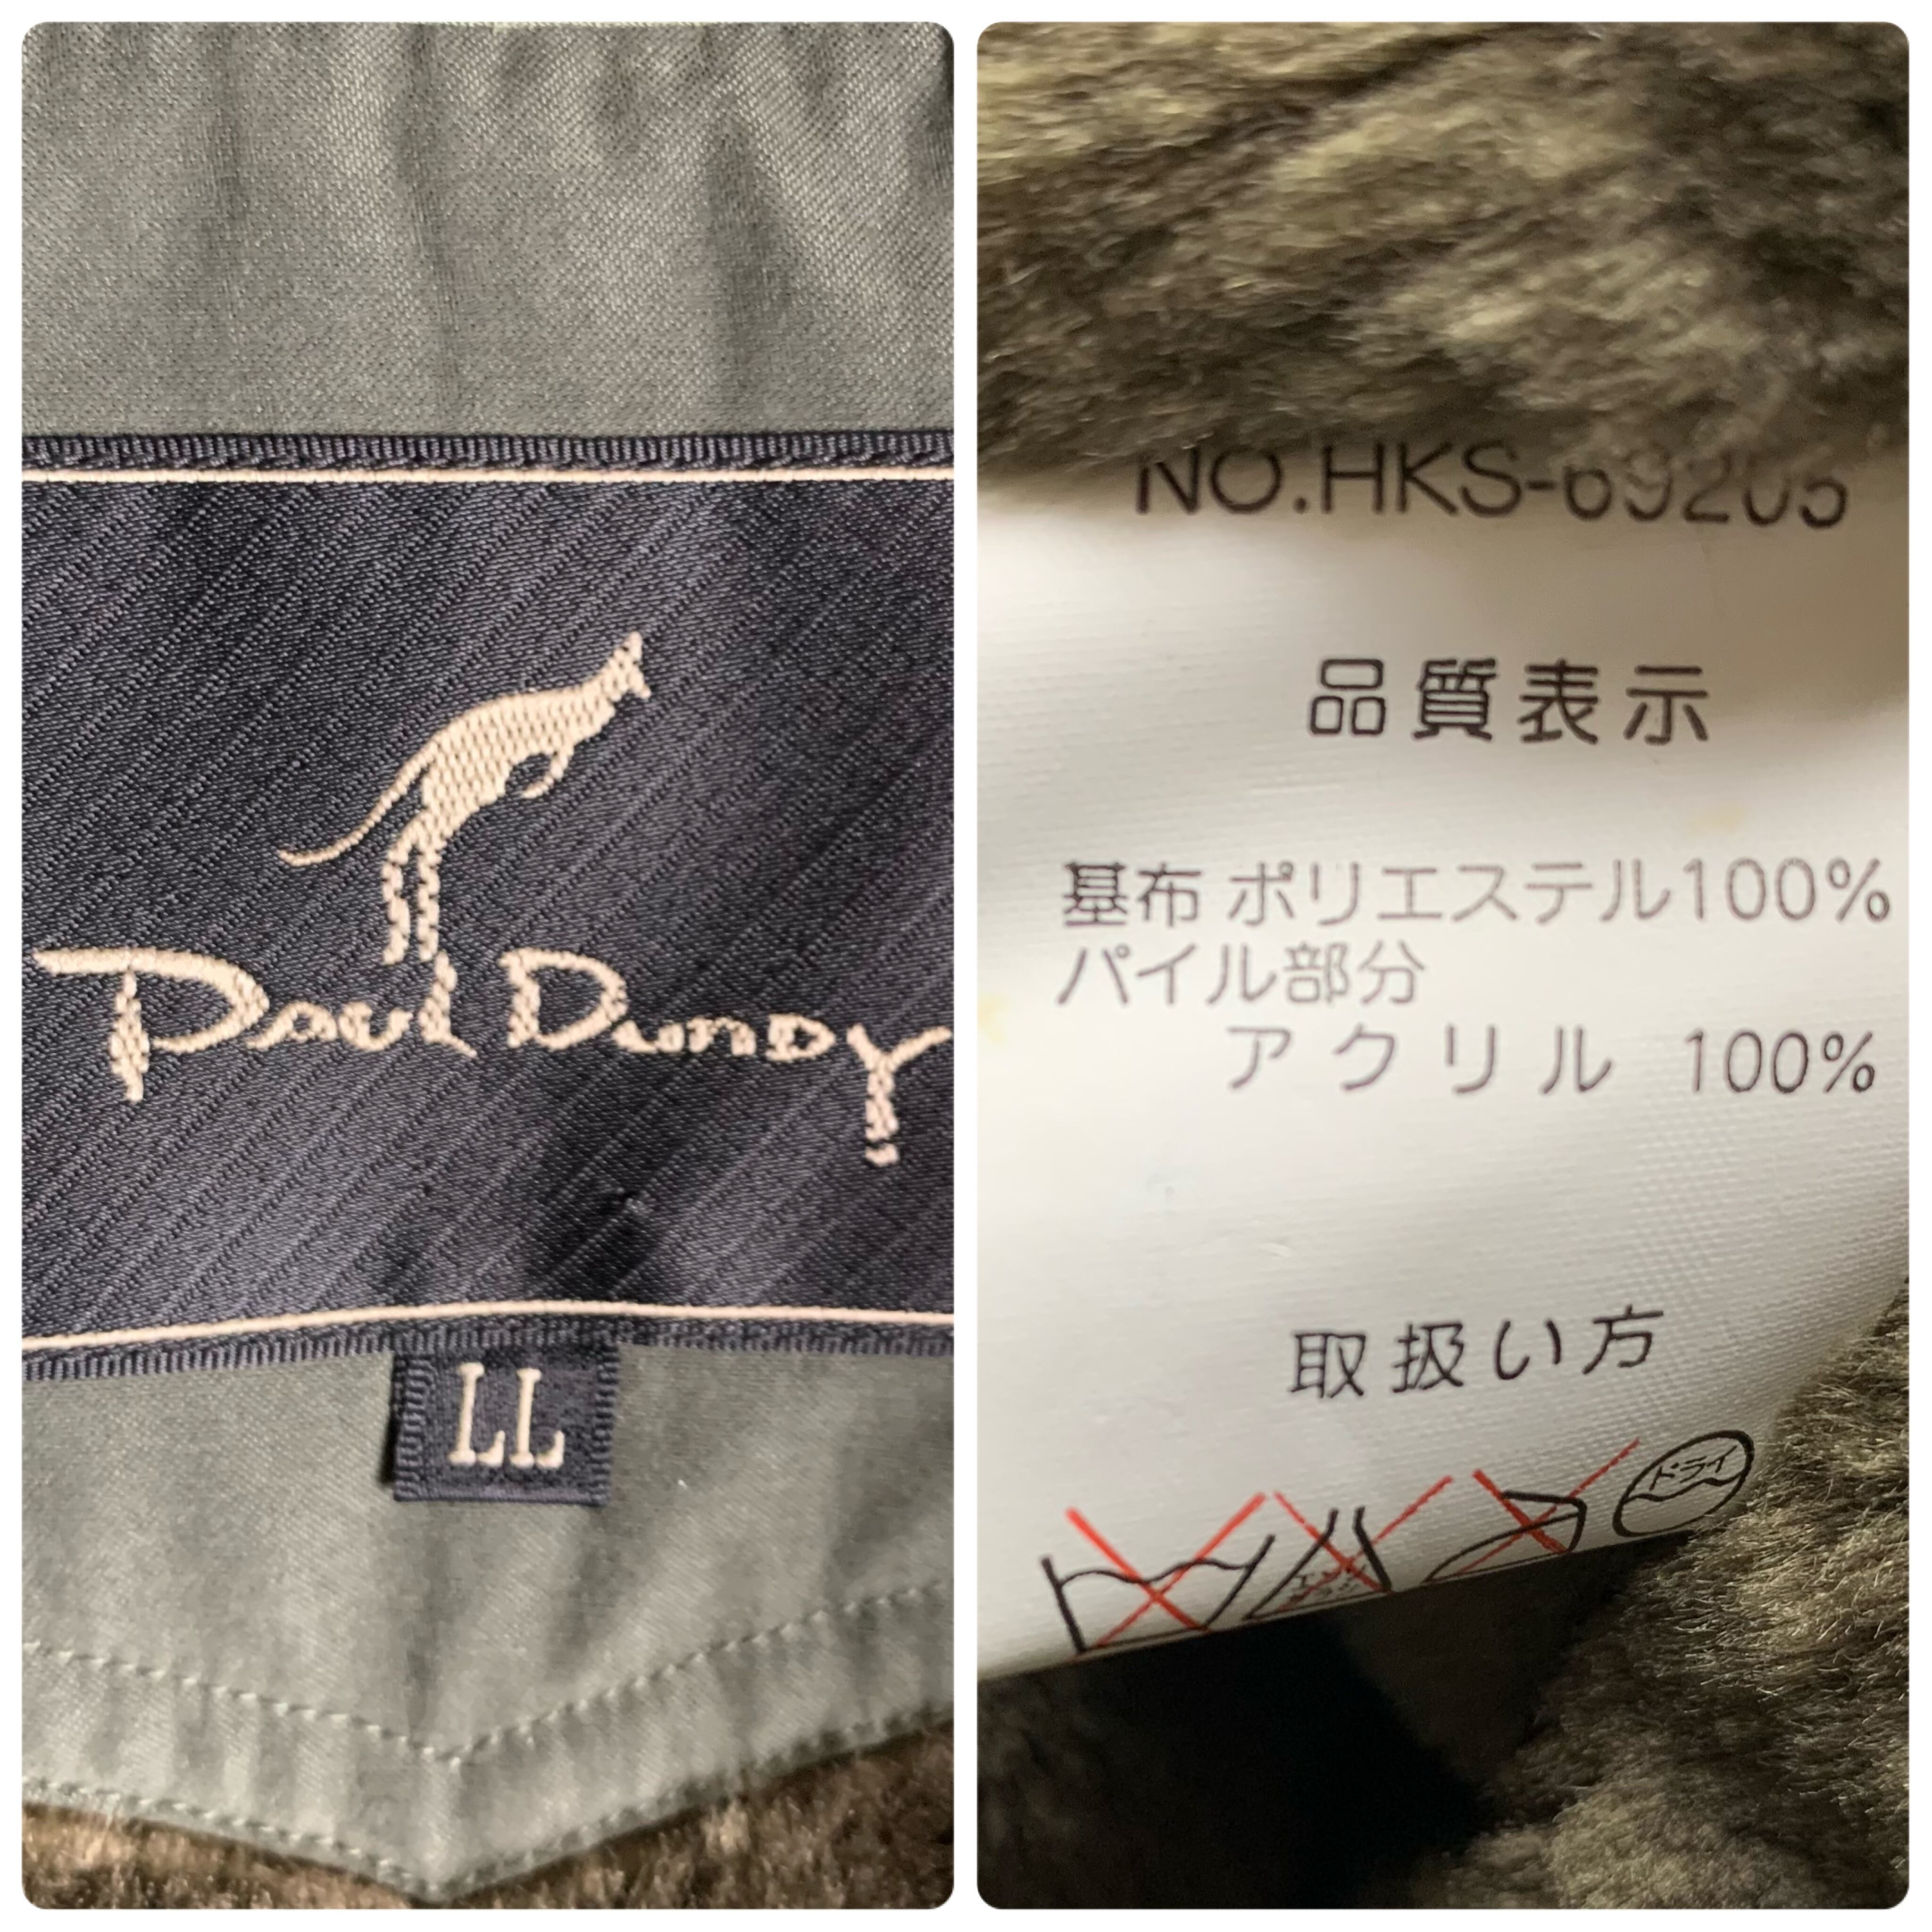 Paul Dundy
LL
NO.HKS-69205
品質表示
基布 ポリエステル100%
パイル部分
アクリル 100%
取扱い方
ドライ